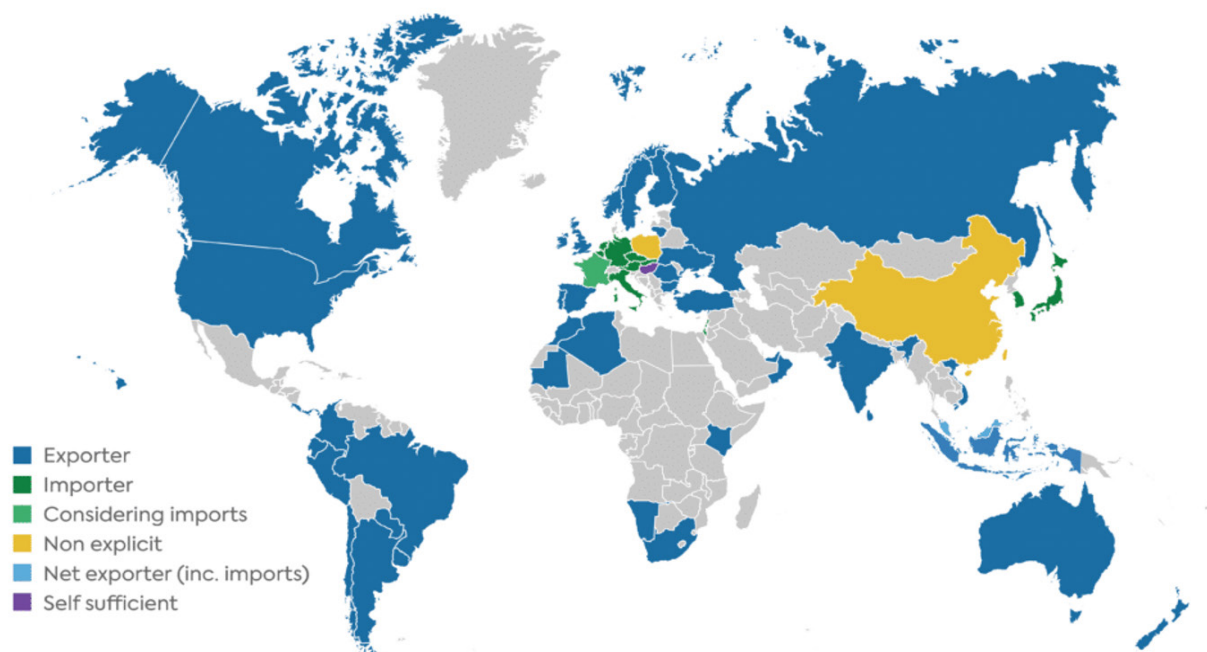 Exporter
Importer
Considering imports
Non explicit
Net exporter (inc. imports)
Self sufficient